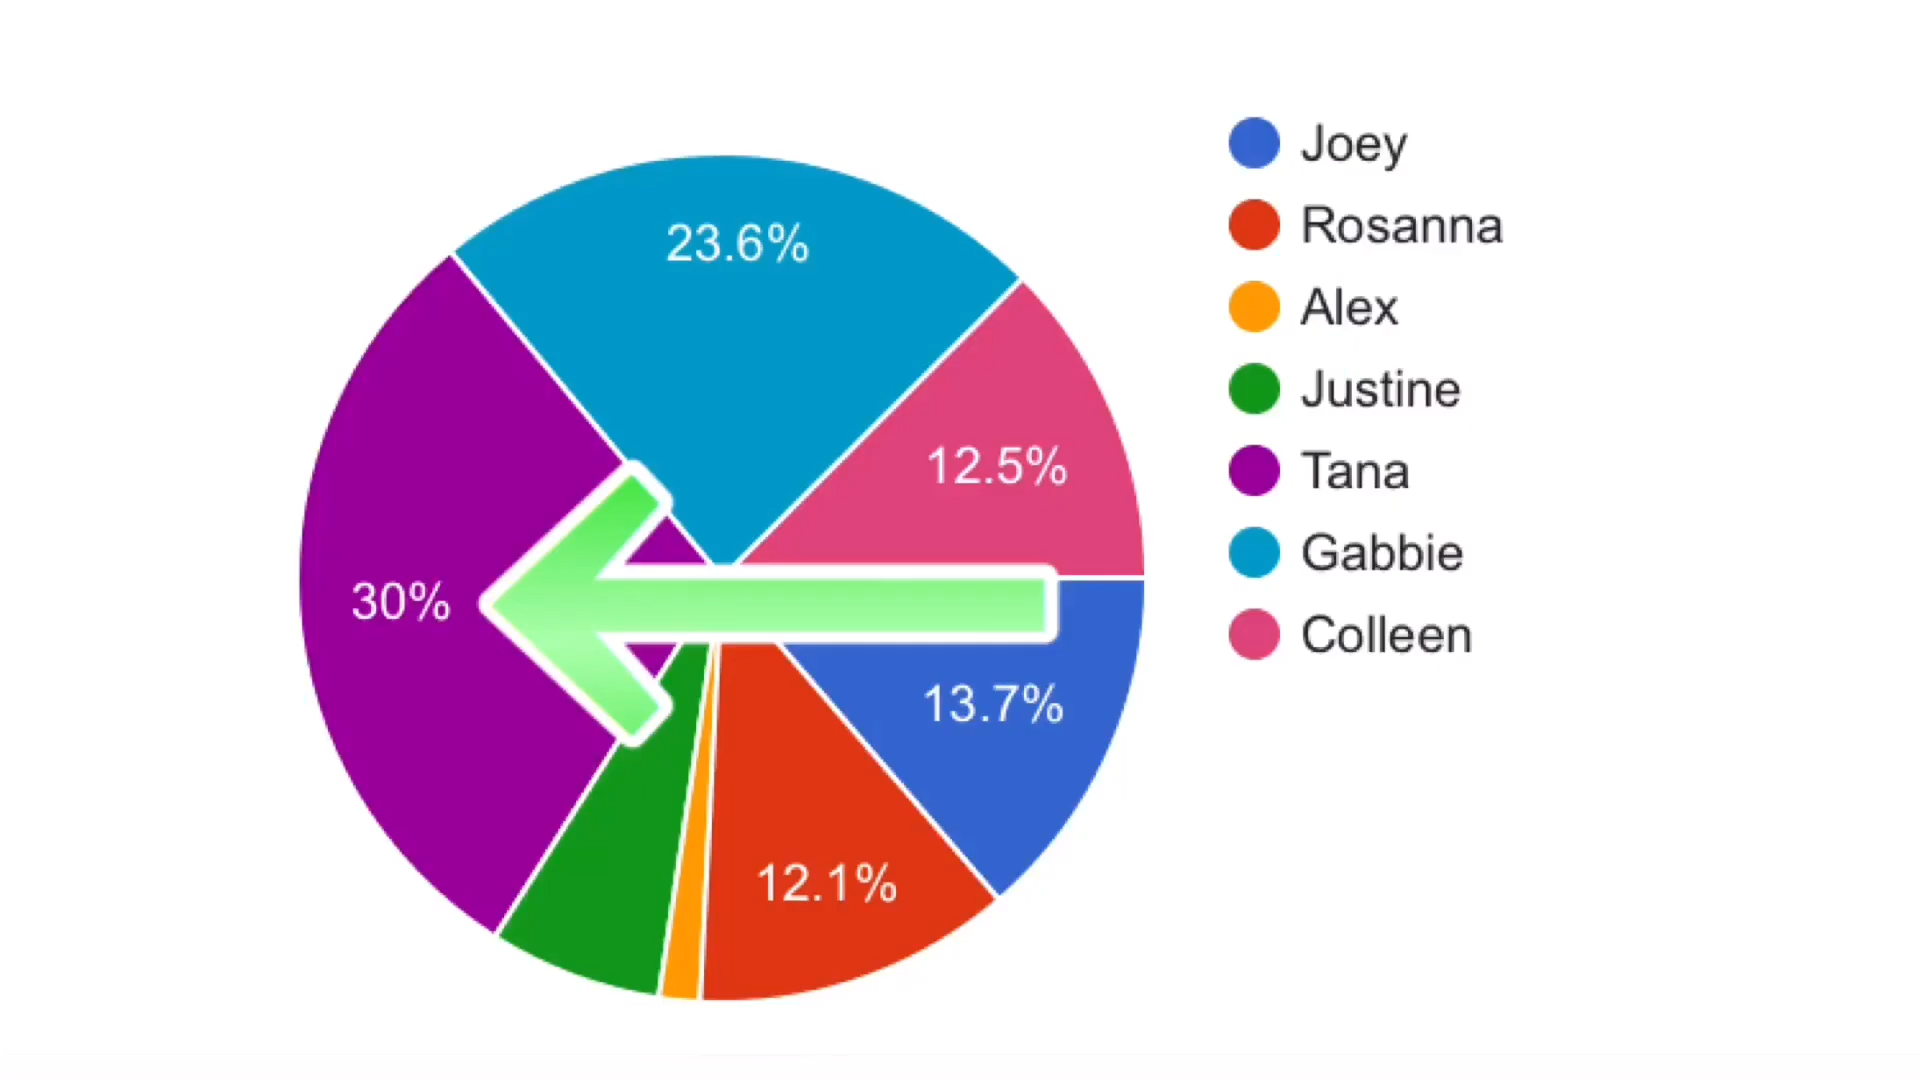 23.6%
12.5%
30%
13.7%
12.1%
Joey
Rosanna
Alex
Justine
Tana
Gabbie
Colleen